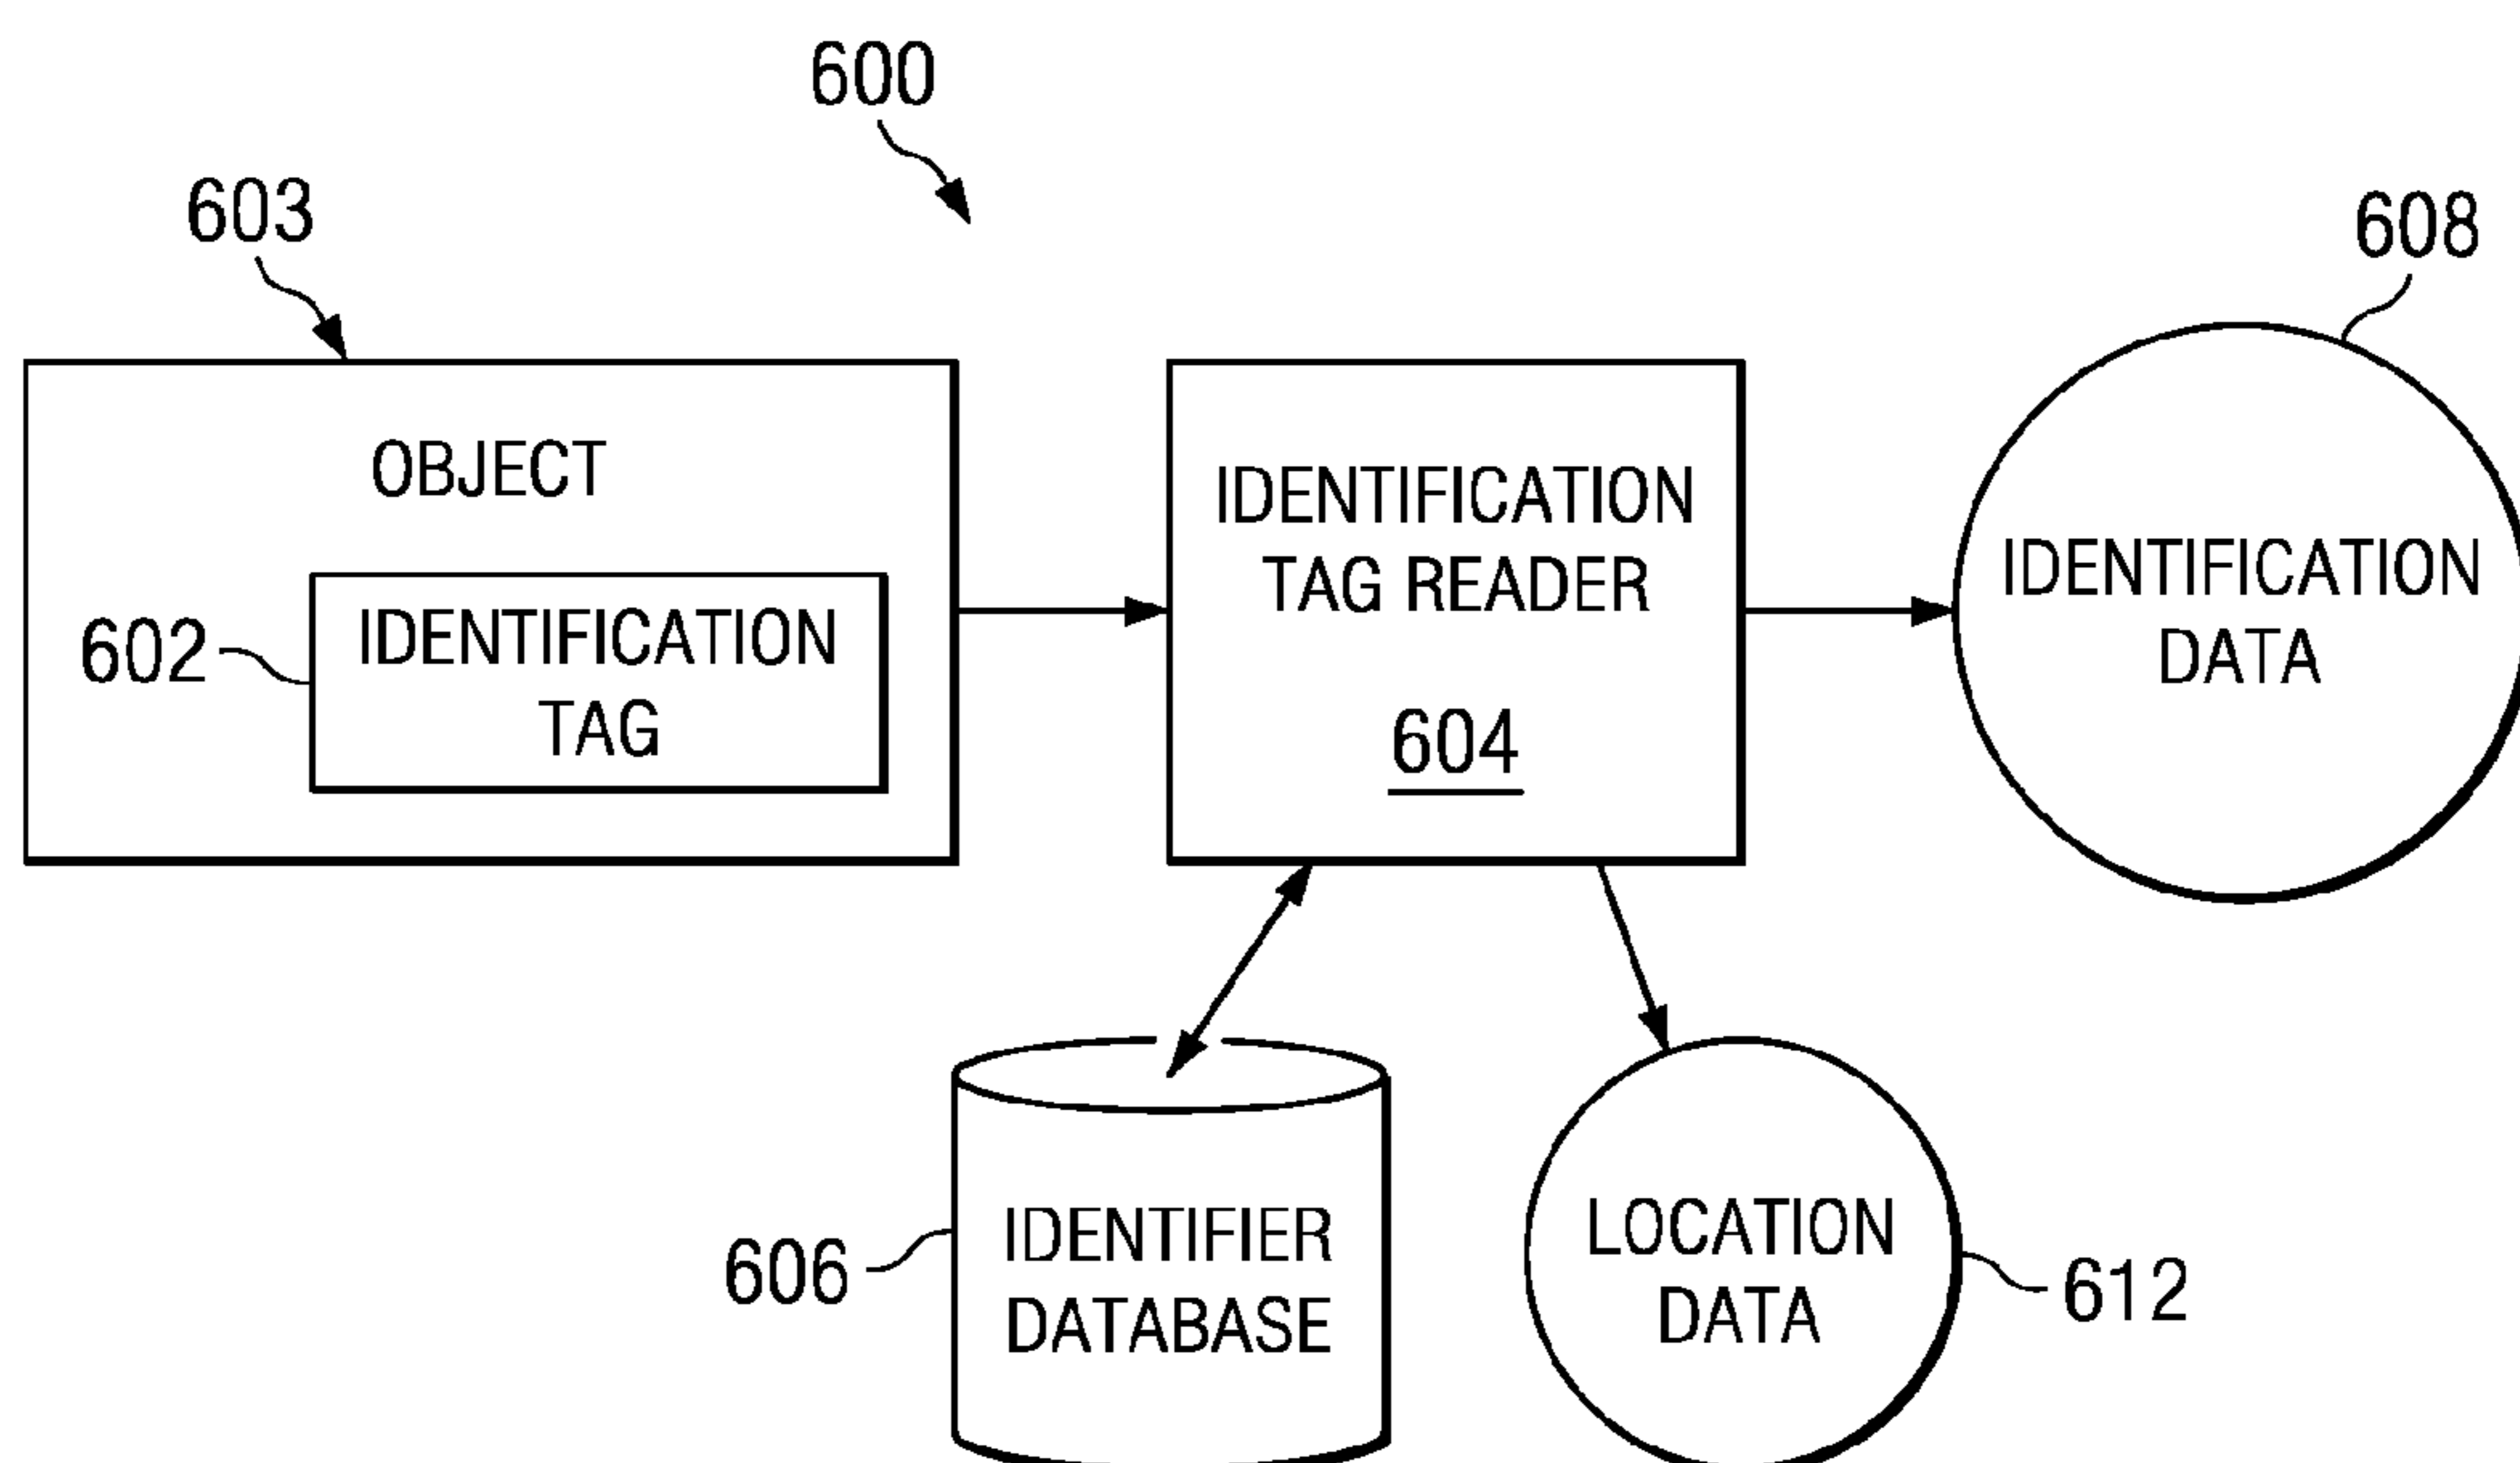 600
603
608
OBJECT
602
IDENTIFICATION
TAG
IDENTIFICATION
TAG READER
604
IDENTIFICATION
DATA
606
IDENTIFIER
DATABASE
LOCATION
DATA
612